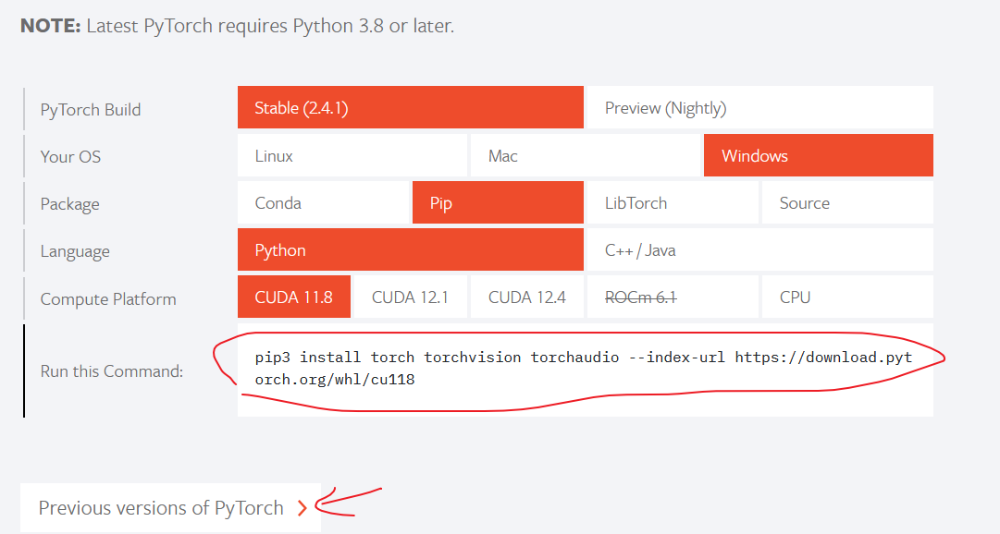 NOTE: Latest PyTorch requires Python 3.8 or later.
PyTorch Build Stable (2.4.1) Preview (Nightly)
Your OS Linux Mac Windows
Package Conda Pip LibTorch Source
Language Python C++ / Java
Compute Platform CUDA 11.8 CUDA 12.1 CUDA 12.4 ROCm 6.1 CPU
Run this Command:
pip3 install torch torchvision torchaudio --index-url https://download.pyt
orch.org/whl/cu118
Previous versions of PyTorch